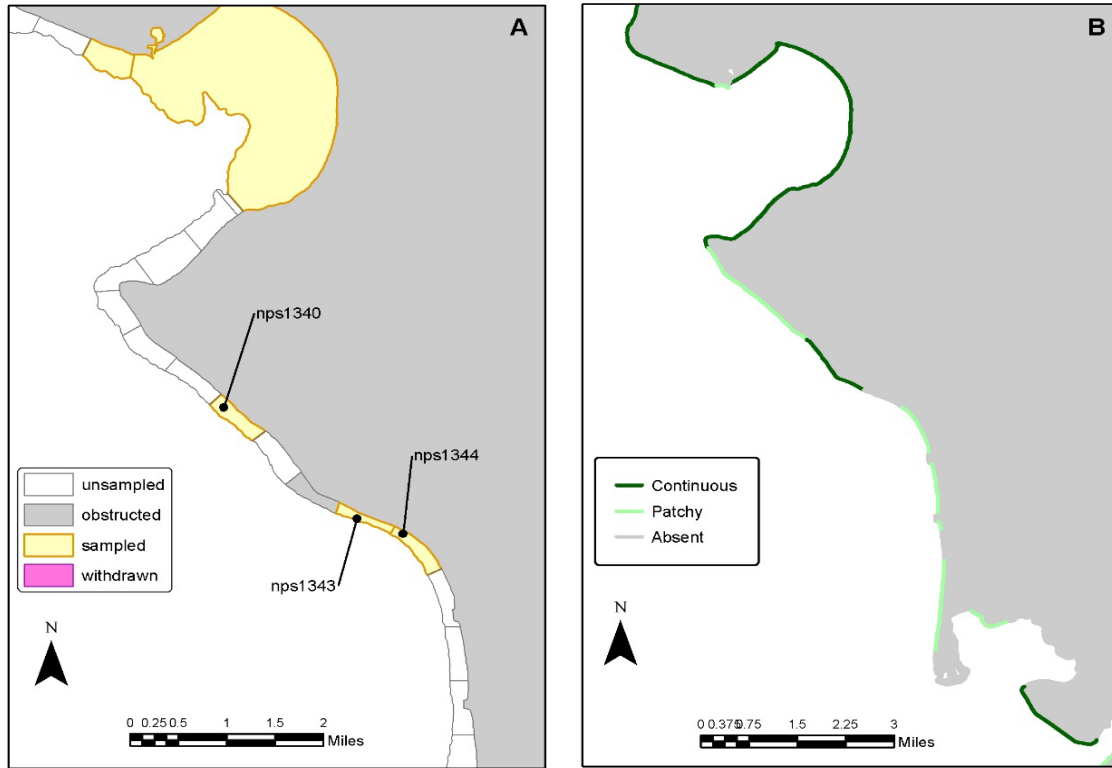 A
nps1340
nps1344
nps1343
unsampled
obstructed
sampled
withdrawn
N
0 0.25 0.5 1 1.5 2
Miles
B
Continuous
Patchy
Absent
N
0 0.375 0.75 1.5 2.25 3
Miles